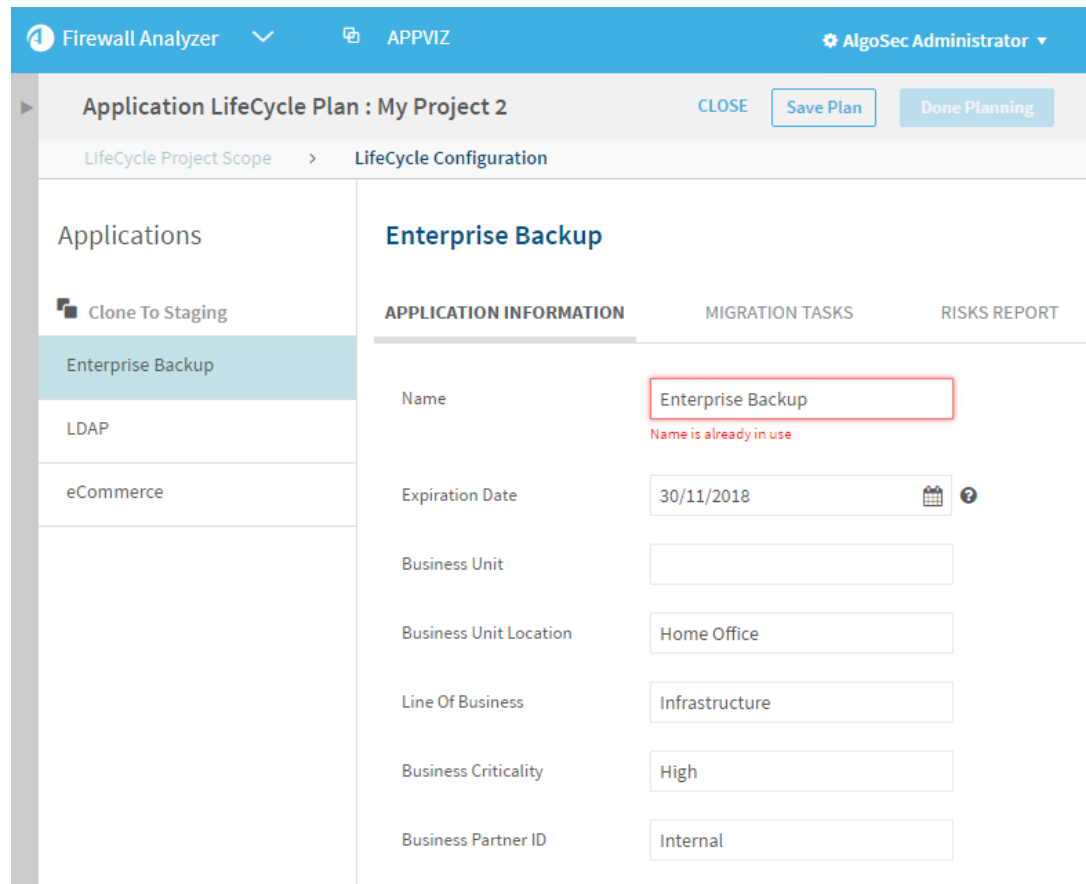 Firewall Analyzer APPVIZ AlgoSec Administrator
Application LifeCycle Plan : My Project 2 CLOSE Save Plan Done Planning
LifeCycle Project Scope > LifeCycle Configuration
Applications
Clone To Staging
Enterprise Backup
LDAP
eCommerce
Enterprise Backup
APPLICATION INFORMATION MIGRATION TASKS RISKS REPORT
Name Enterprise Backup
Name is already in use
Expiration Date 30/11/2018 ?
Business Unit
Business Unit Location Home Office
Line Of Business Infrastructure
Business Criticality High
Business Partner ID Internal